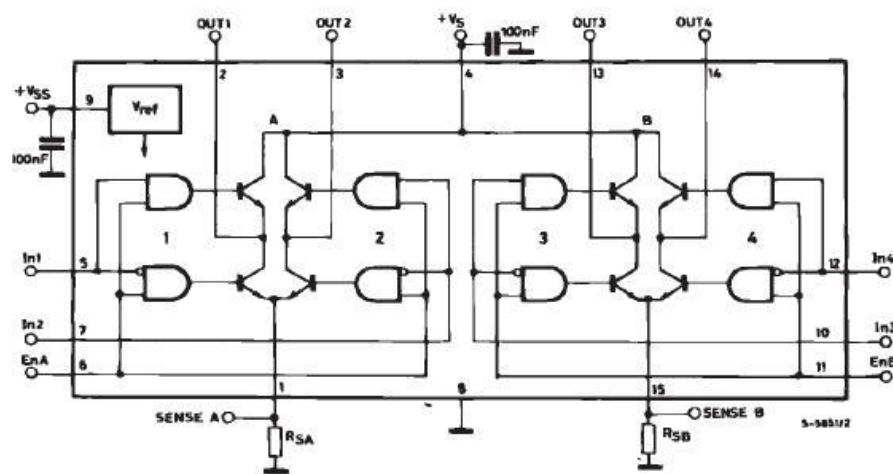 OUT1 OUT2 +Vs 100nF OUT3 OUT4
2 3 4 13 14
+Vss 9 Vref
A B
100nF
1 2 3 4
In1 5 12 In4
In2 7 10 In3
EnA 6 11 EnB
1 8 15
SENSE A SENSE B
RSA RSB
S-5851/2